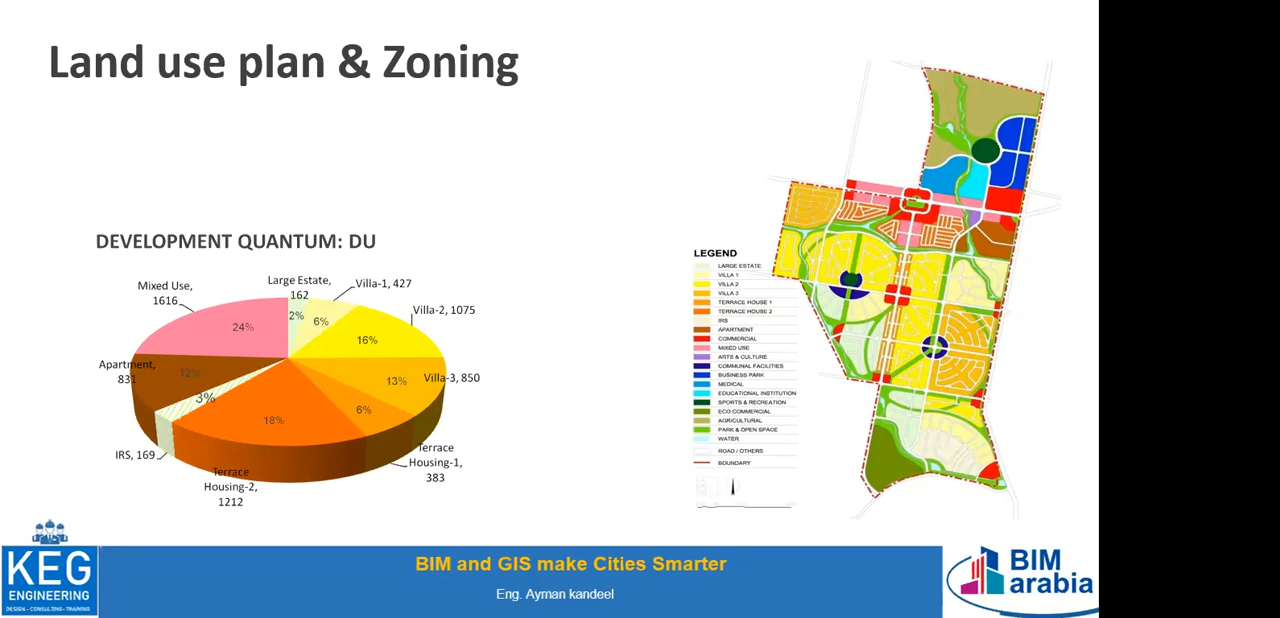 Land use plan & Zoning
DEVELOPMENT QUANTUM: DU
Large Estate,
162
2%
Villa-1, 427
6%
Villa-2, 1075
16%
Villa-3, 850
13%
Terrace
Housing-1,
383
6%
Terrace
Housing-2,
1212
18%
IRS, 169
3%
Apartment,
831
12%
Mixed Use,
1616
24%
LEGEND
LARGE ESTATE
VILLA 1
VILLA 2
VILLA 3
TERRACE HOUSE 1
TERRACE HOUSE 2
IRS
APARTMENT
COMMERCIAL
MIXED USE
ARTS & CULTURE
COMMUNAL FACILITIES
BUSINESS PARK
MEDICAL
EDUCATIONAL INSTITUTION
SPORTS & RECREATION
ECO COMMERCIAL
AGRICULTURAL
PARK & OPEN SPACE
WATER
ROAD / OTHERS
BOUNDARY
KEG
ENGINEERING
DESIGN - CONSULTING - TRAINING
BIM and GIS make Cities Smarter
Eng. Ayman kandeel
BIM
arabia